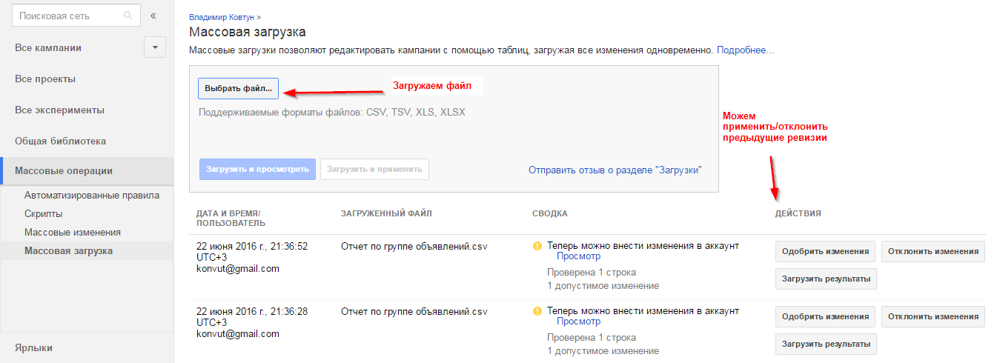 Поисковая сеть
«
Все кампании
Все проекты
Все эксперименты
Общая библиотека
Массовые операции
Автоматизированные правила
Скрипты
Массовые изменения
Массовая загрузка
Ярлыки
Владимир Ковтун >
Массовая загрузка
Массовые загрузки позволяют редактировать кампании с помощью таблиц, загружая все изменения одновременно. Подробнее...
Выбрать файл...
Загружаем файл
Поддерживаемые форматы файлов: CSV, TSV, XLS, XLSX
Загрузить и просмотреть
Загрузить и применить
Отправить отзыв о разделе "Загрузки"
Можем
применить/отклонить
предыдущие ревизии
ДАТА И ВРЕМЯ/
ПОЛЬЗОВАТЕЛЬ
ЗАГРУЖЕННЫЙ ФАЙЛ
СВОДКА
ДЕЙСТВИЯ
22 июня 2016 г., 21:36:52
UTC+3
konvut@gmail.com
Отчет по группе объявлений.csv
Теперь можно внести изменения в аккаунт
Просмотр
Проверена 1 строка
1 допустимое изменение
Одобрить изменения
Отклонить изменения
Загрузить результаты
22 июня 2016 г., 21:36:28
UTC+3
konvut@gmail.com
Отчет по группе объявлений.csv
Теперь можно внести изменения в аккаунт
Просмотр
Проверена 1 строка
1 допустимое изменение
Одобрить изменения
Отклонить изменения
Загрузить результаты